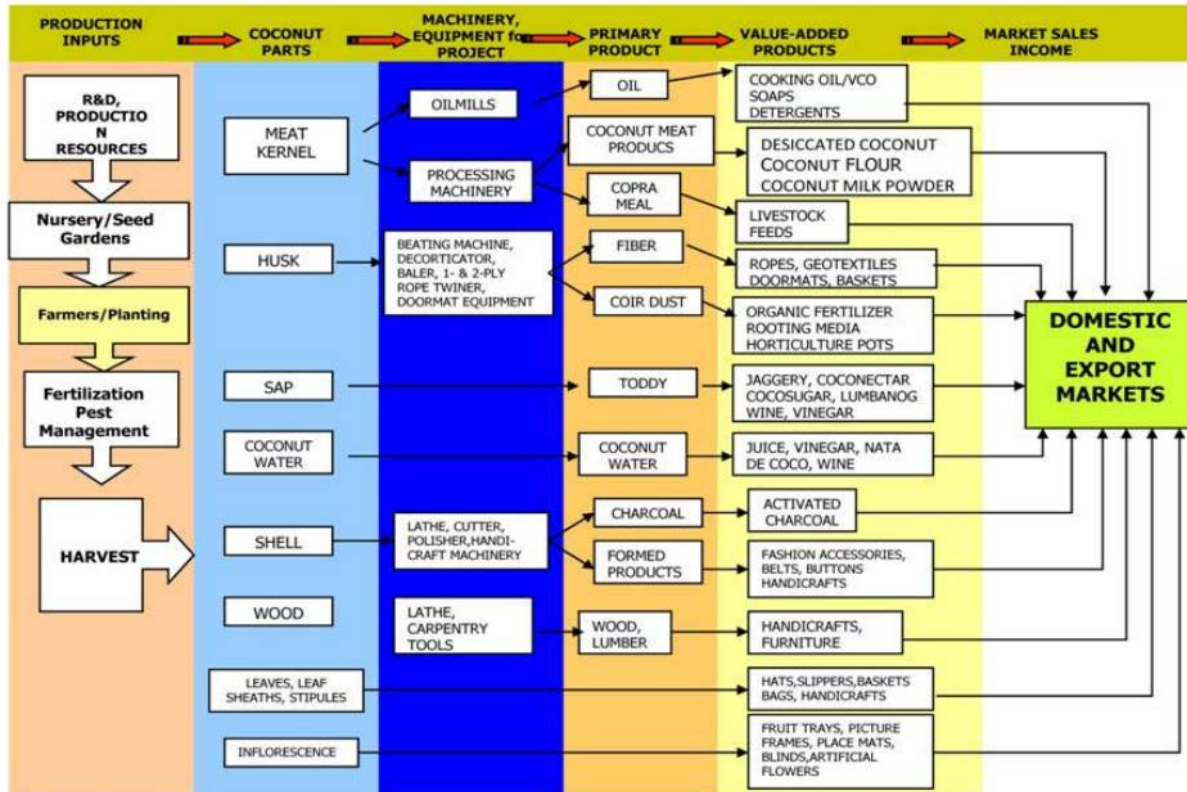 PRODUCTION
INPUTS
COCONUT
PARTS
MACHINERY,
EQUIPMENT for
PROJECT
PRIMARY
PRODUCT
VALUE-ADDED
PRODUCTS
MARKET SALES
INCOME
R&D,
PRODUCTIO
N
RESOURCES
Nursery/Seed
Gardens
Farmers/Planting
Fertilization
Pest
Management
HARVEST
MEAT
KERNEL
HUSK
SAP
COCONUT
WATER
SHELL
WOOD
LEAVES, LEAF
SHEATHS, STIPULES
INFLORESCENCE
OILMILLS
PROCESSING
MACHINERY
BEATING MACHINE,
DECORTICATOR,
BALER, 1- & 2-PLY
ROPE TWINER,
DOORMAT EQUIPMENT
LATHE, CUTTER,
POLISHER,HANDI-
CRAFT MACHINERY
LATHE,
CARPENTRY
TOOLS
OIL
COCONUT MEAT
PRODUCS
COPRA
MEAL
FIBER
COIR DUST
TODDY
COCONUT
WATER
CHARCOAL
FORMED
PRODUCTS
WOOD,
LUMBER
COOKING OIL/VCO
SOAPS
DETERGENTS
DESICCATED COCONUT
COCONUT FLOUR
COCONUT MILK POWDER
LIVESTOCK
FEEDS
ROPES, GEOTEXTILES
DOORMATS, BASKETS
ORGANIC FERTILIZER
ROOTING MEDIA
HORTICULTURE POTS
JAGGERY, COCONECTAR
COCOSUGAR, LUMBANOG
WINE, VINEGAR
JUICE, VINEGAR, NATA
DE COCO, WINE
ACTIVATED
CHARCOAL
FASHION ACCESSORIES,
BELTS, BUTTONS
HANDICRAFTS
HANDICRAFTS,
FURNITURE
HATS,SLIPPERS,BASKETS
BAGS, HANDICRAFTS
FRUIT TRAYS, PICTURE
FRAMES, PLACE MATS,
BLINDS,ARTIFICIAL
FLOWERS
DOMESTIC
AND
EXPORT
MARKETS